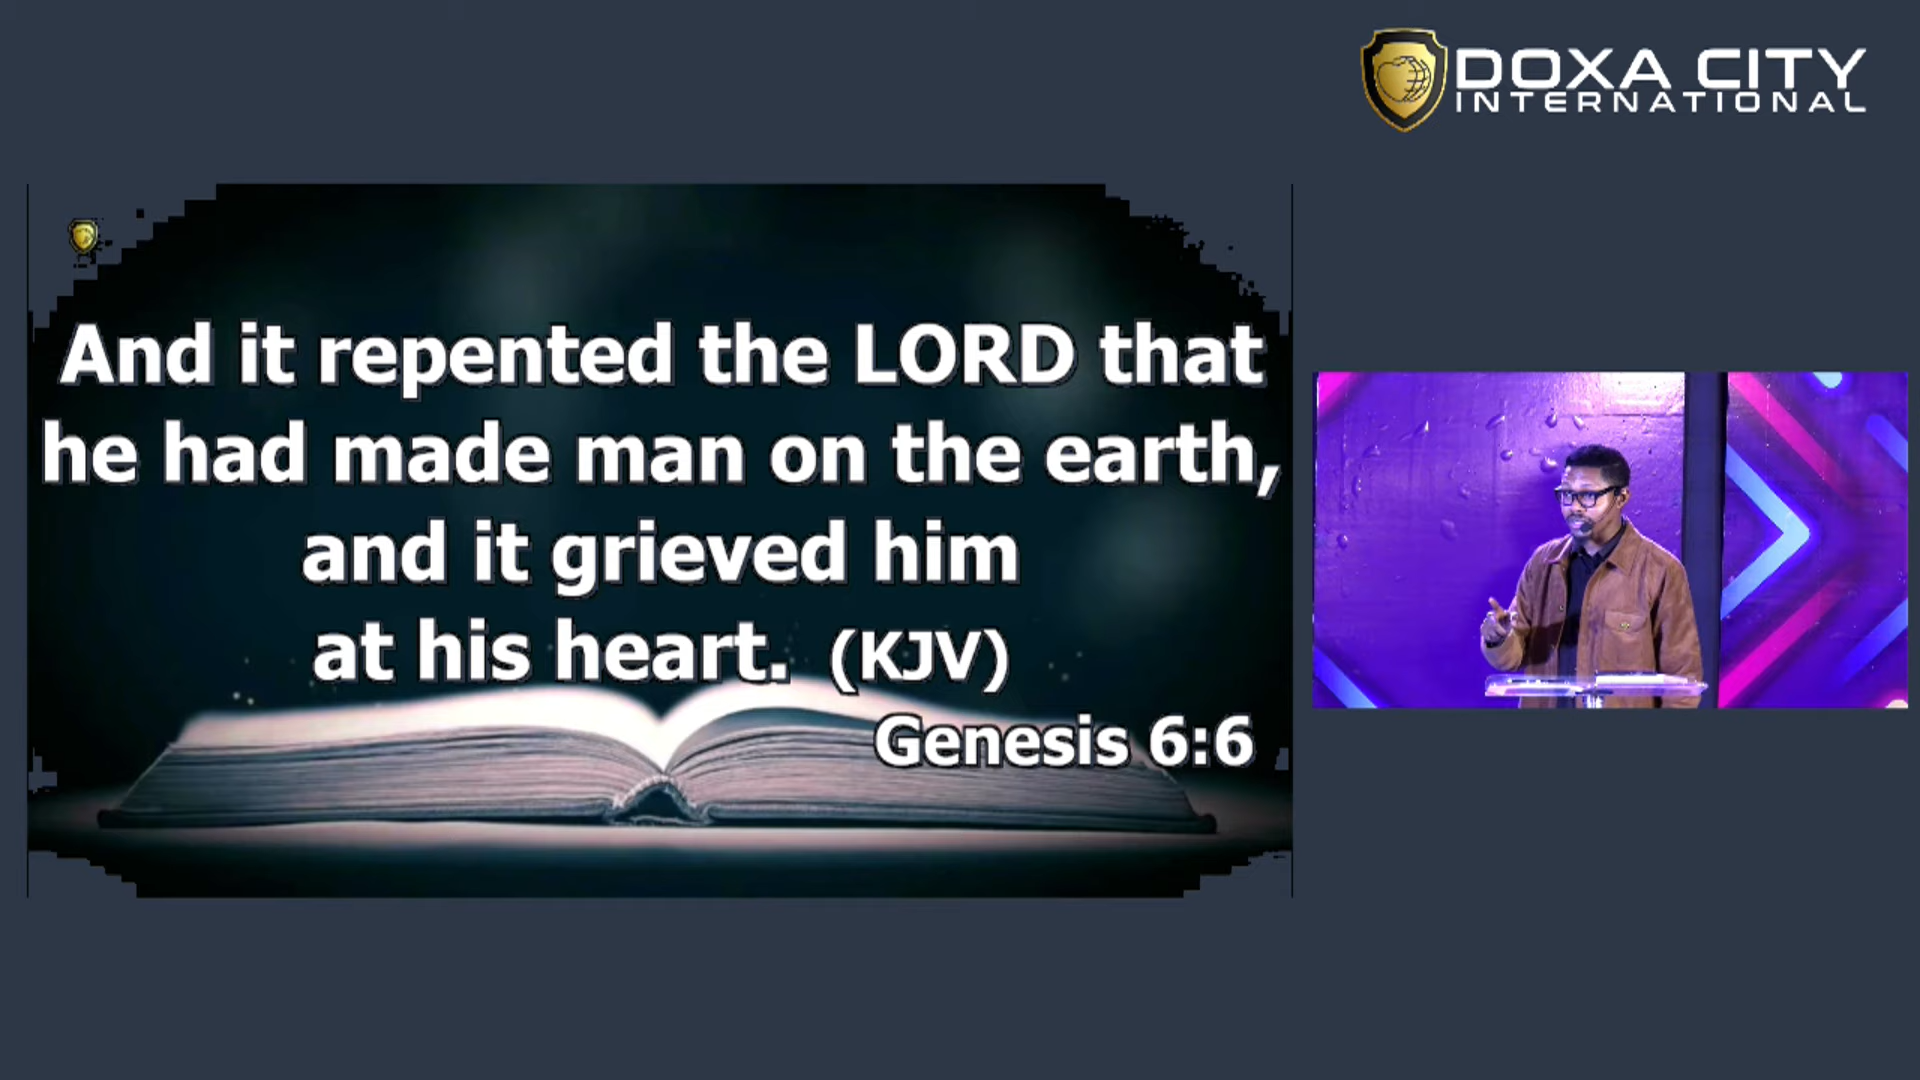 DOXA CITY
INTERNATIONAL
And it repented the LORD that
he had made man on the earth,
and it grieved him
at his heart. (KJV)
Genesis 6:6